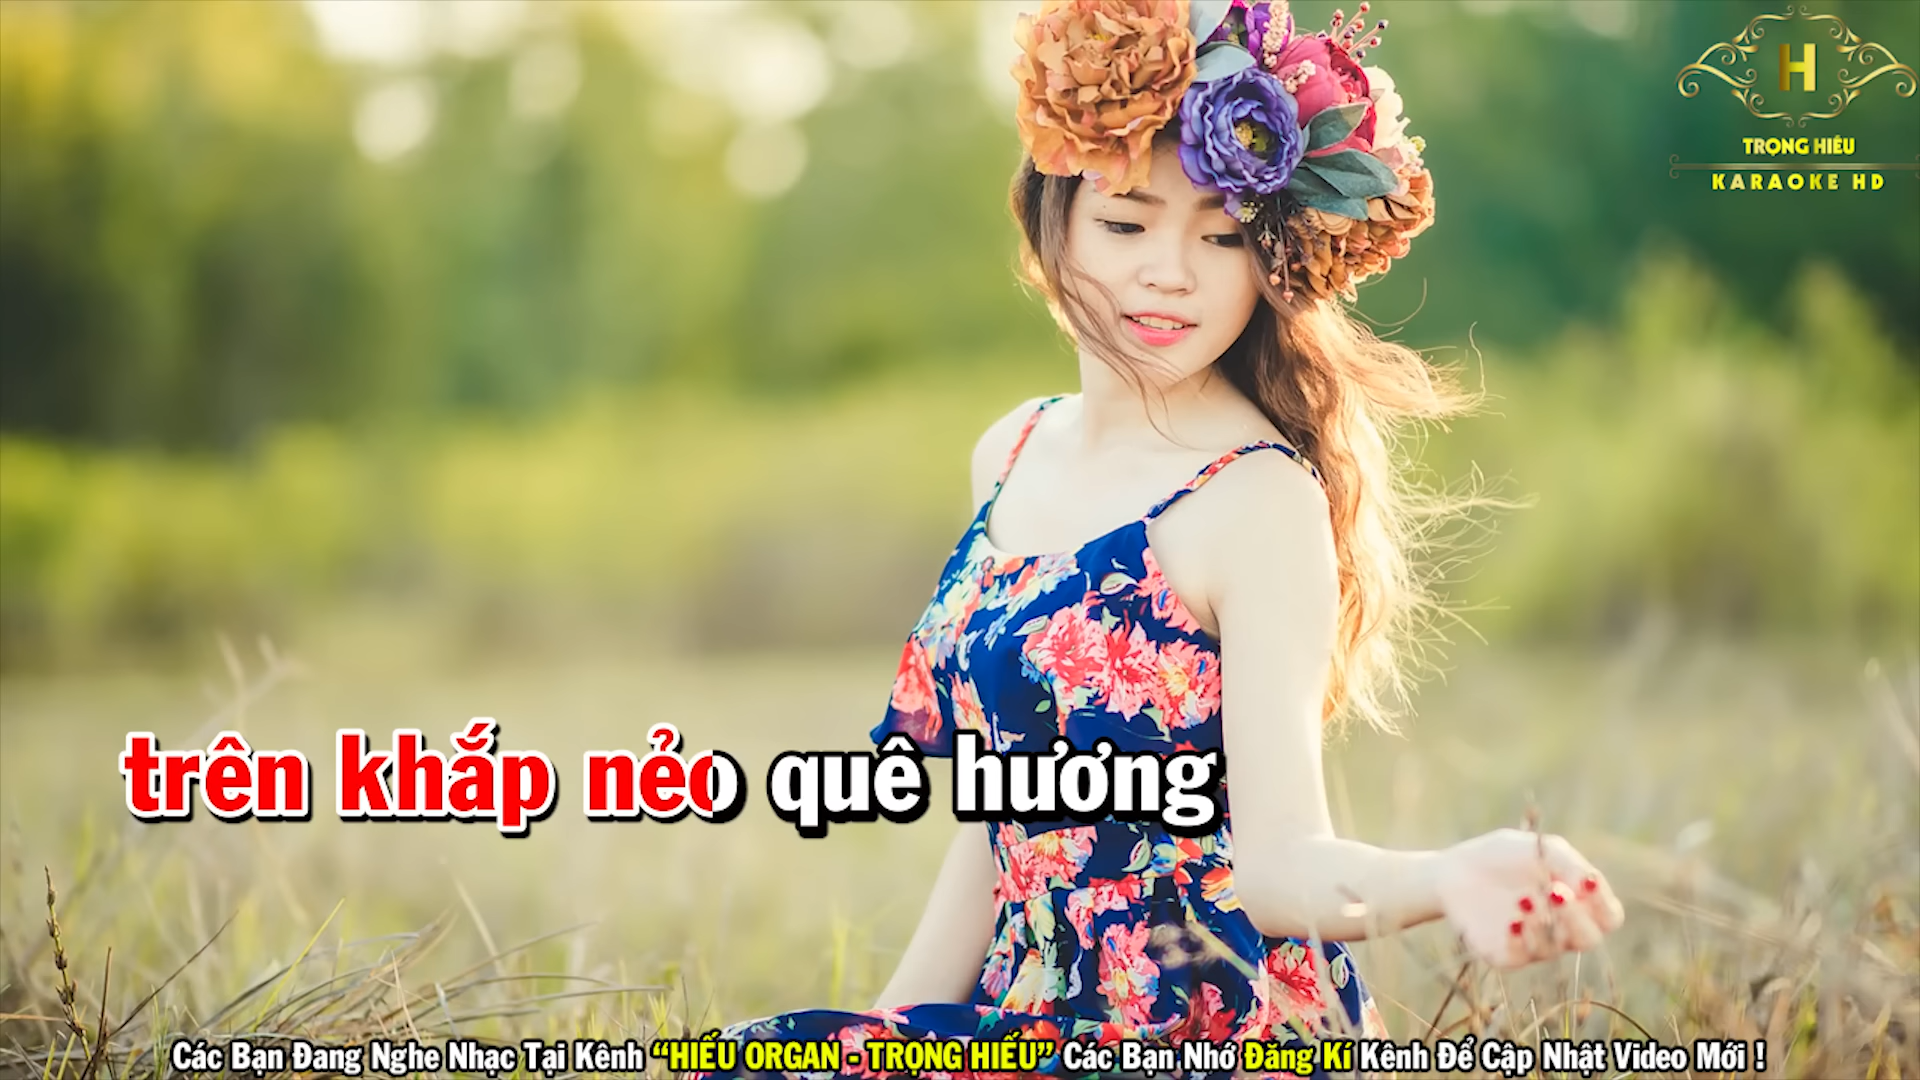 H
TRỌNG HIẾU
KARAOKE HD
trên khắp nẻo quê hương
Các Bạn Đang Nghe Nhạc Tại Kênh “HIẾU ORGAN - TRỌNG HIẾU” Các Bạn Nhớ Đăng Kí Kênh Để Cập Nhật Video Mới !